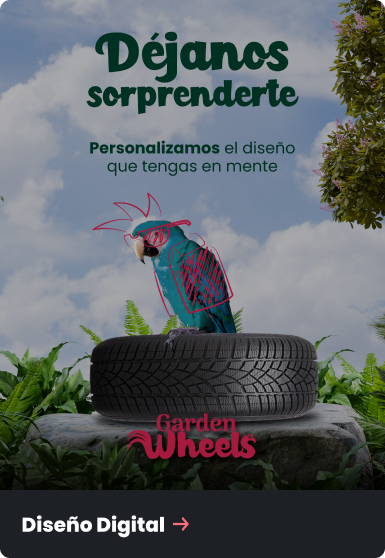 Déjanos
sorprenderte
Personalizamos el diseño
que tengas en mente
Garden
Wheels
Diseño Digital →